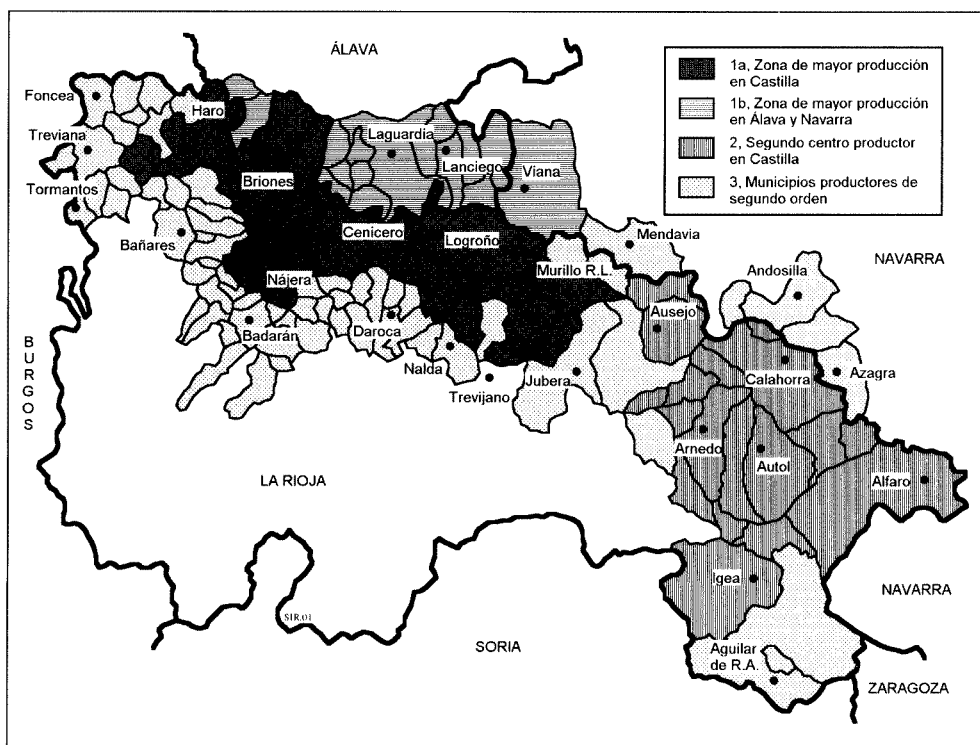 ÁLAVA
1a, Zona de mayor producción
en Castilla
1b, Zona de mayor producción
en Álava y Navarra
2, Segundo centro productor
en Castilla
3, Municipios productores de
segundo orden
Foncea
Haro
Treviana
Laguardia
Lanciego
Viana
Tormantos
Briones
Bañares
Cenicero
Logroño
Mendavia
NAVARRA
Murillo R.L.
Andosilla
Nájera
Ausejo
Badarán
Daroca
Nalda
Jubera
Trevijano
Calahorra
Azagra
BURGOS
Arnedo
Autol
Alfaro
LA RIOJA
Igea
NAVARRA
SIR.01
SORIA
Aguilar
de R.A.
ZARAGOZA